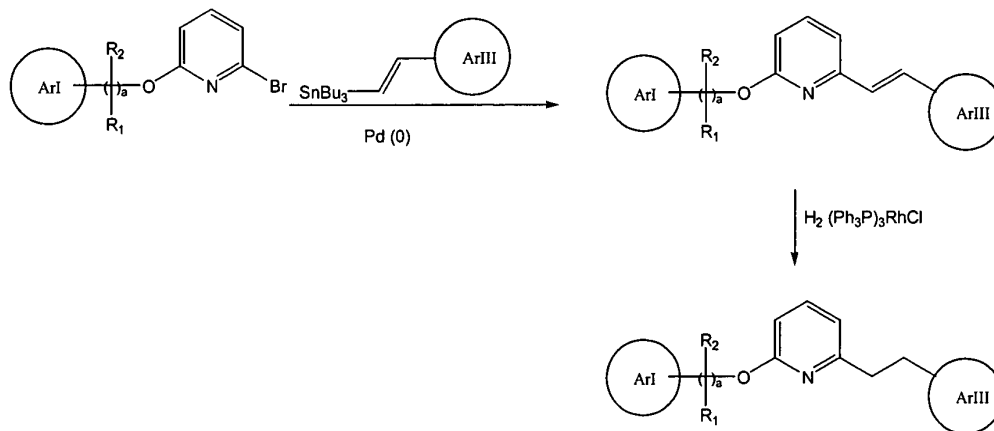 ArI
R2
( )a
R1
O
N
Br
SnBu3
ArIII
Pd (0)
ArI
R2
( )a
R1
O
N
ArIII
H2 (Ph3P)3RhCl
ArI
R2
( )a
R1
O
N
ArIII